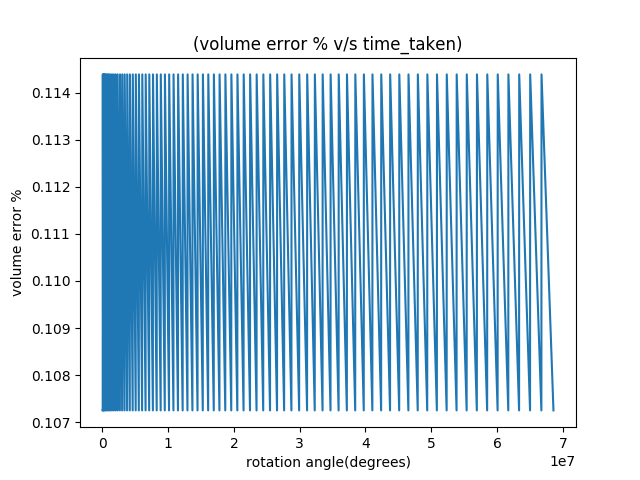 (volume error % v/s time_taken)
0.114
0.113
0.112
0.111
0.110
0.109
0.108
0.107
volume error %
0 1 2 3 4 5 6 7
1e7
rotation angle(degrees)